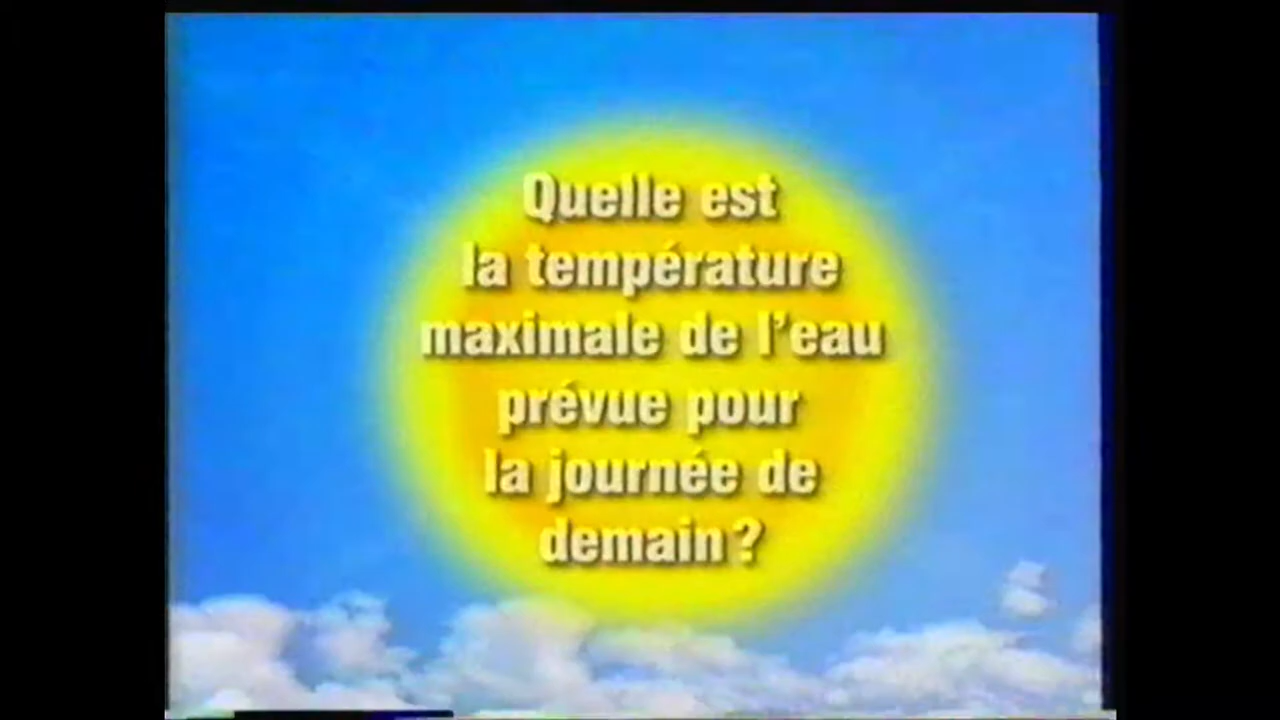 Quelle est
la température
maximale de l'eau
prévue pour
la journée de
demain ?